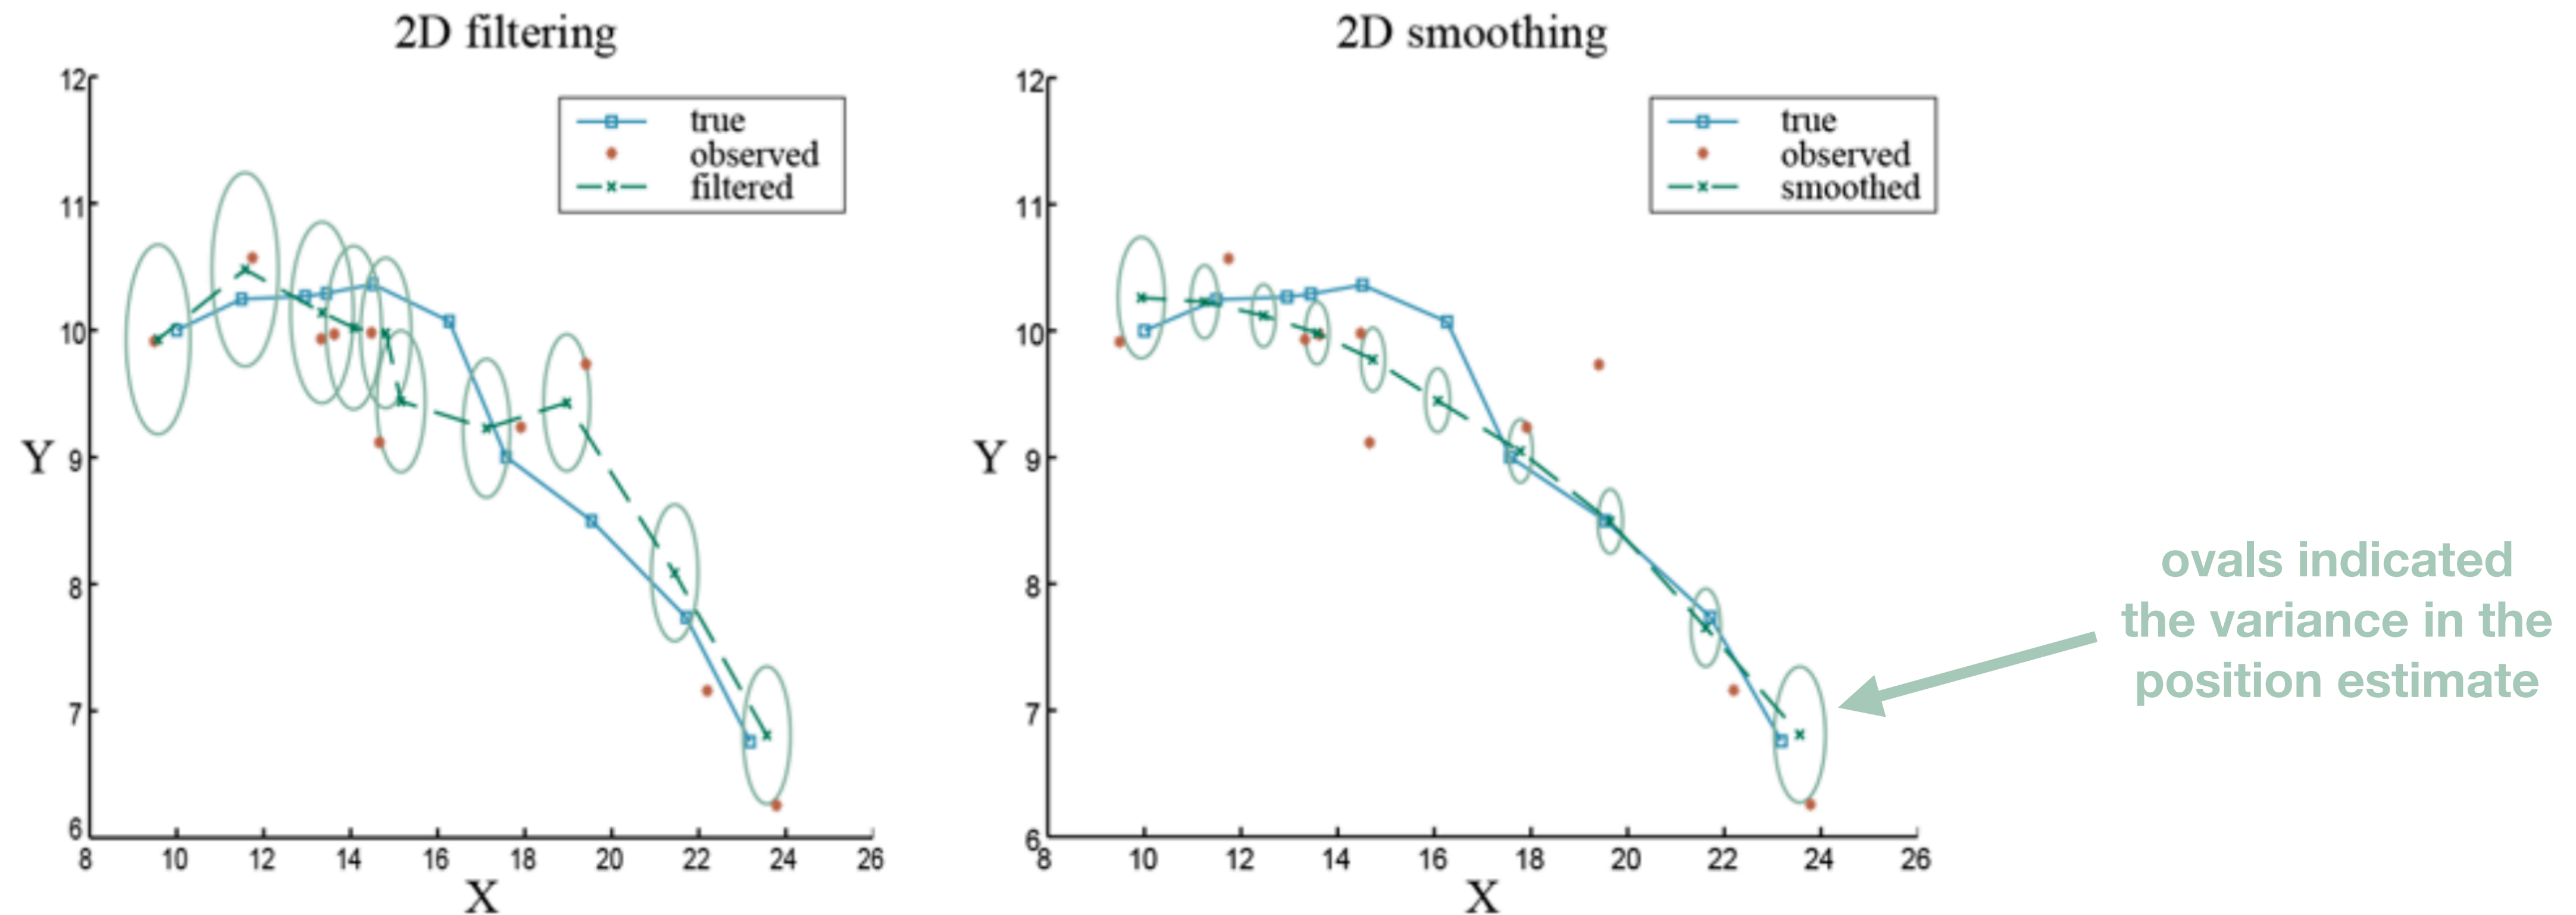 2D filtering
12
11
10
9
8
7
6
Y
8 10 12 14 16 18 20 22 24 26
X
true
observed
filtered
2D smoothing
12
11
10
9
8
7
6
Y
8 10 12 14 16 18 20 22 24 26
X
true
observed
smoothed
ovals indicated
the variance in the
position estimate